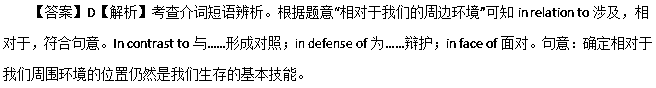 【答案】D【解析】考查介词短语辨析。根据题意“相对于我们的周边环境”可知 in relation to 涉及，相
对于，符合句意。In contrast to 与……形成对照；in defense of 为……辩护；in face of 面对。句意：确定相对于
我们周围环境的位置仍然是我们生存的基本技能。